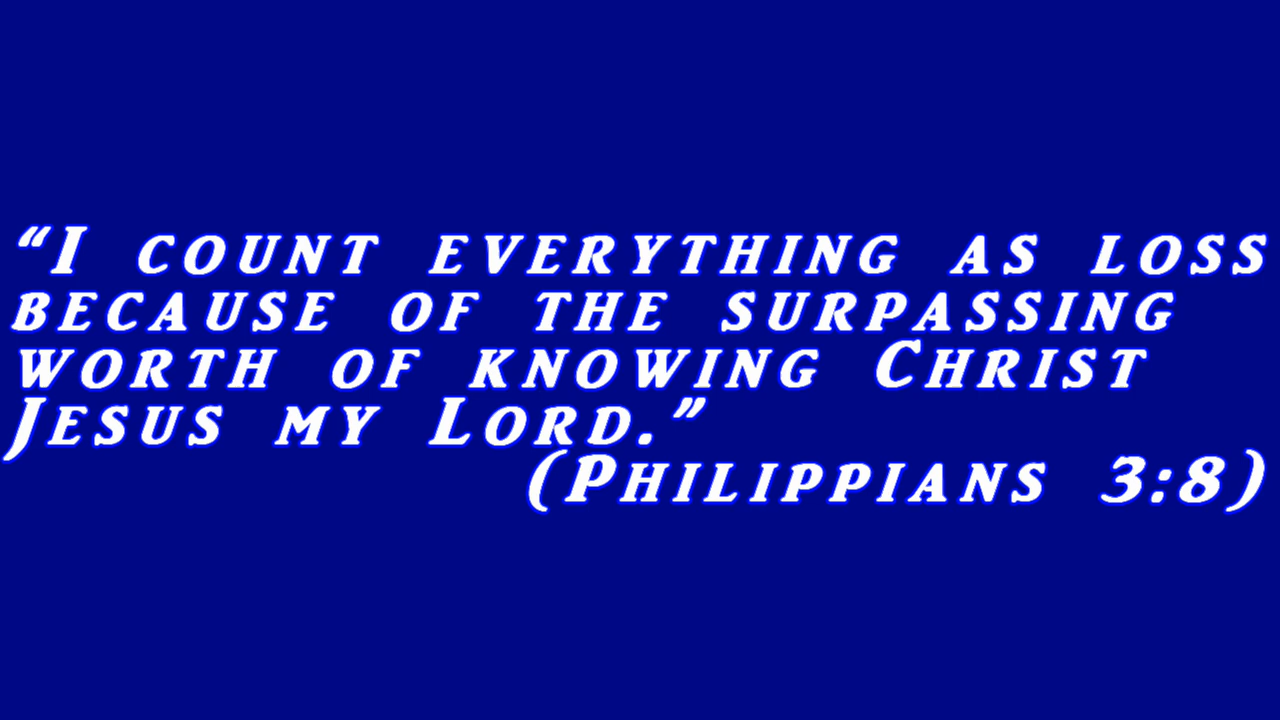 “I count everything as loss
because of the surpassing
worth of knowing Christ
Jesus my Lord.”
(Philippians 3:8)